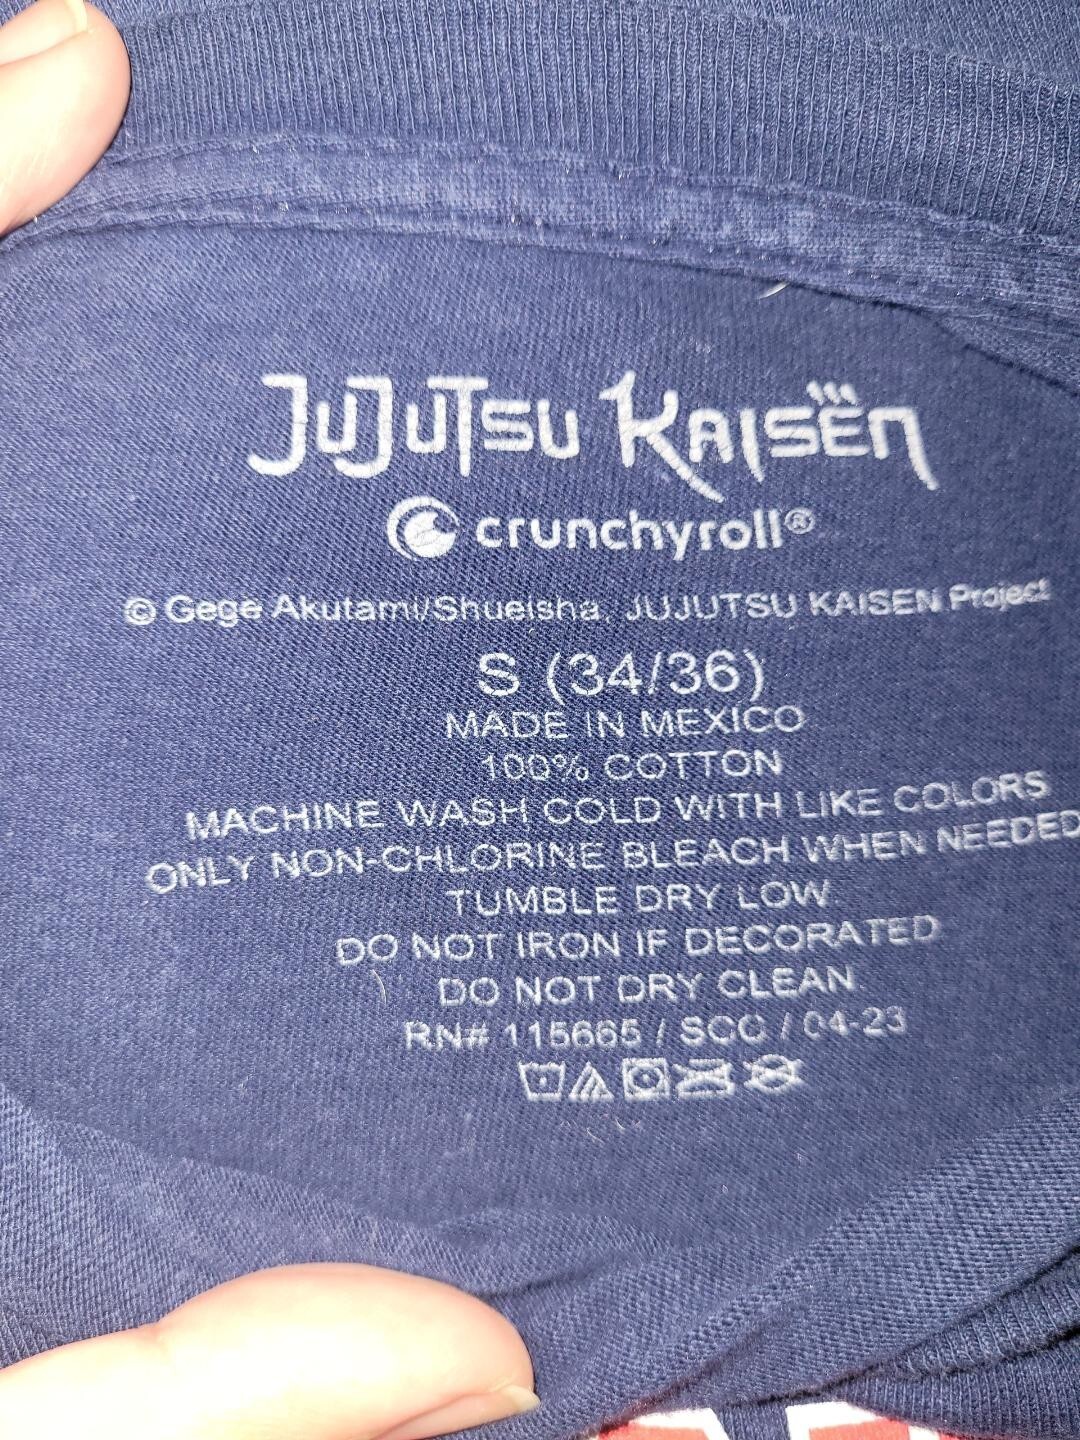 JUJUTSU KAISEN
crunchyroll®
© Gege Akutami/Shueisha, JUJUTSU KAISEN Project
S (34/36)
MADE IN MEXICO
100% COTTON
MACHINE WASH COLD WITH LIKE COLORS
ONLY NON-CHLORINE BLEACH WHEN NEEDED
TUMBLE DRY LOW
DO NOT IRON IF DECORATED
DO NOT DRY CLEAN
RN# 115665 / SCC / 04-23